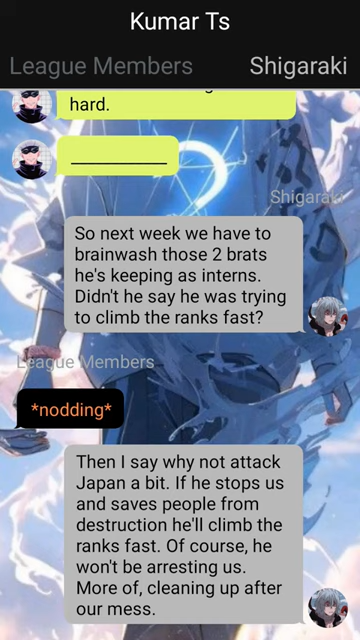 Kumar Ts
League Members
Shigaraki
hard.
Shigaraki
So next week we have to
brainwash those 2 brats
he's keeping as interns.
Didn't he say he was trying
to climb the ranks fast?
League Members
*nodding*
Then I say why not attack
Japan a bit. If he stops us
and saves people from
destruction he'll climb the
ranks fast. Of course, he
won't be arresting us.
More of, cleaning up after
our mess.